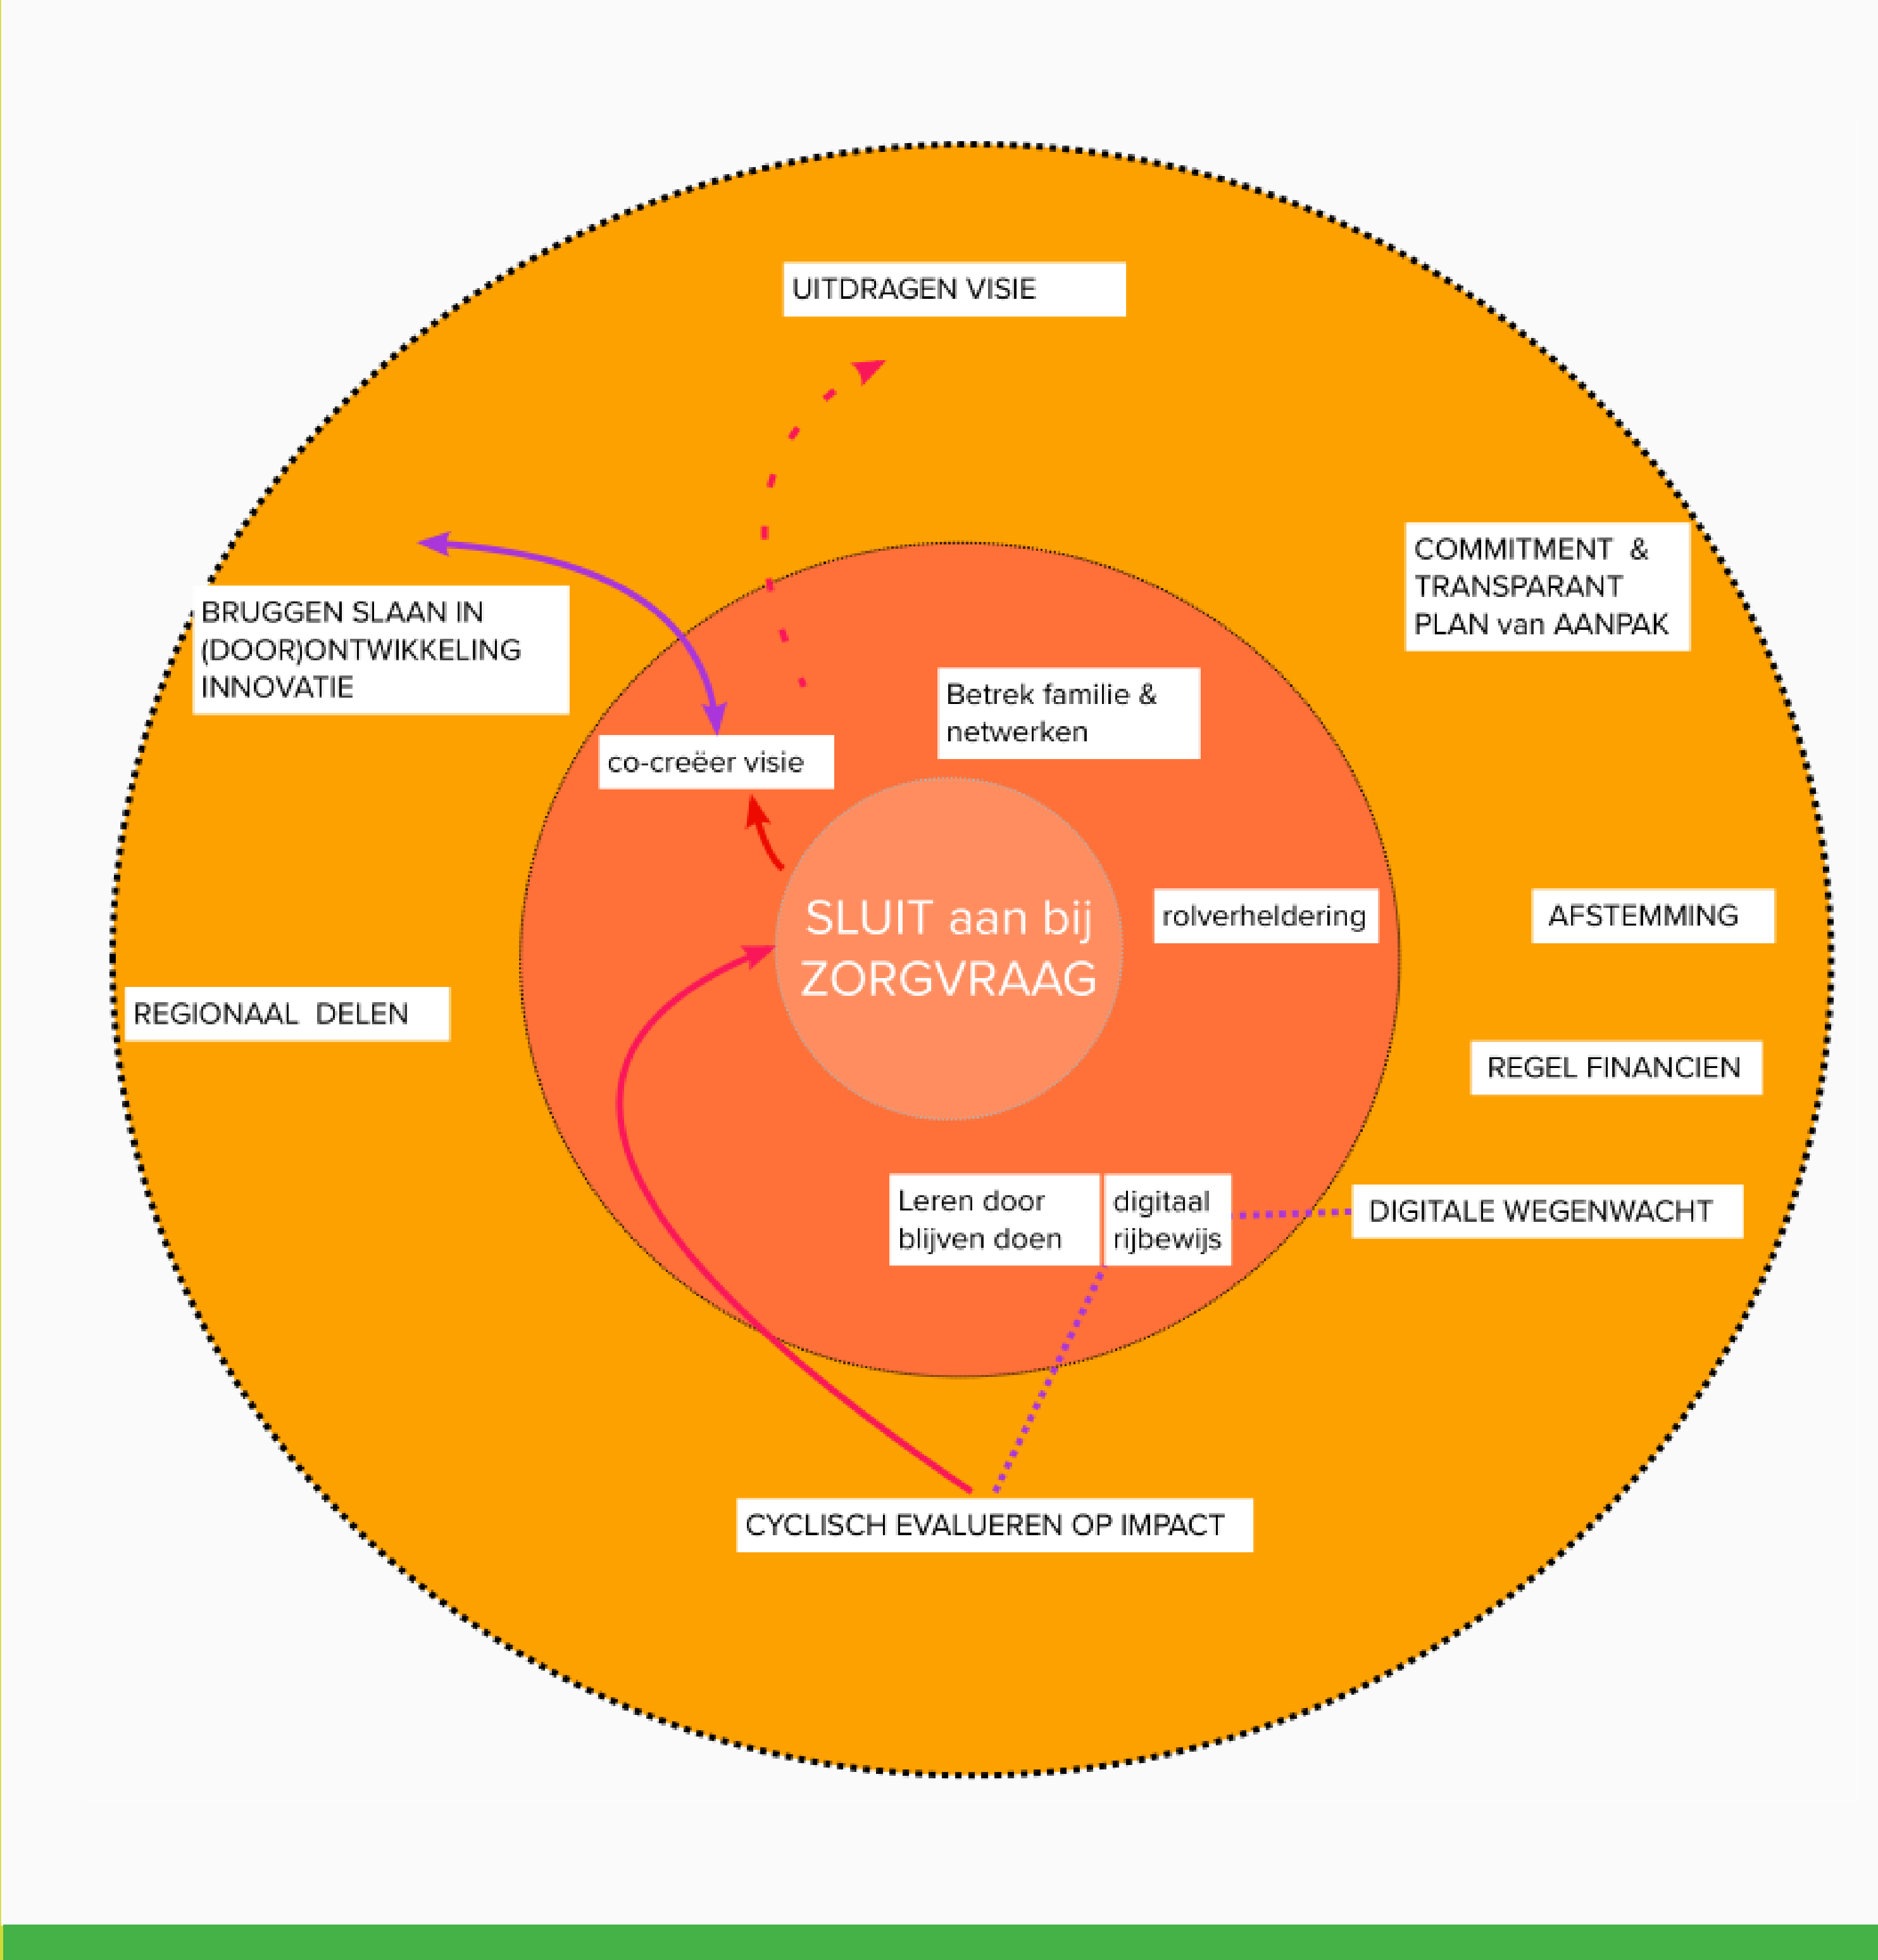 UITDRAGEN VISIE
COMMITMENT &
TRANSPARANT
PLAN van AANPAK
BRUGGEN SLAAN IN
(DOOR)ONTWIKKELING
INNOVATIE
Betrek familie &
netwerken
co-creëer visie
SLUIT aan bij
ZORGVRAAG
rolverheldering
AFSTEMMING
REGIONAAL DELEN
REGEL FINANCIEN
Leren door
blijven doen
digitaal
rijbewijs
DIGITALE WEGENWACHT
CYCLISCH EVALUEREN OP IMPACT